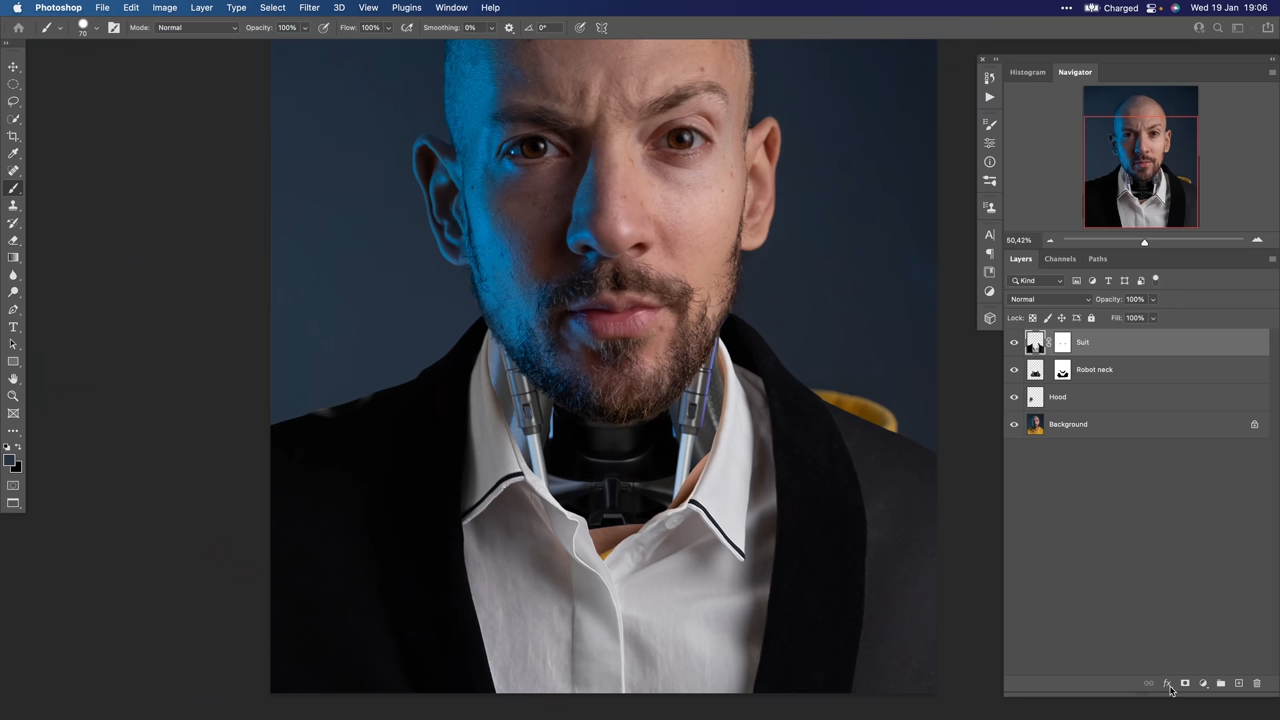 Photoshop File Edit Image Layer Type Select Filter 3D View Plugins Window Help Charged Wed 19 Jan 19:06
70 Mode: Normal Opacity: 100% Flow: 100% Smoothing: 0% 0°
Histogram Navigator
50,42%
Layers Channels Paths
Kind
Normal Opacity: 100%
Lock: Fill: 100%
Suit
Robot neck
Hood
Background
fx